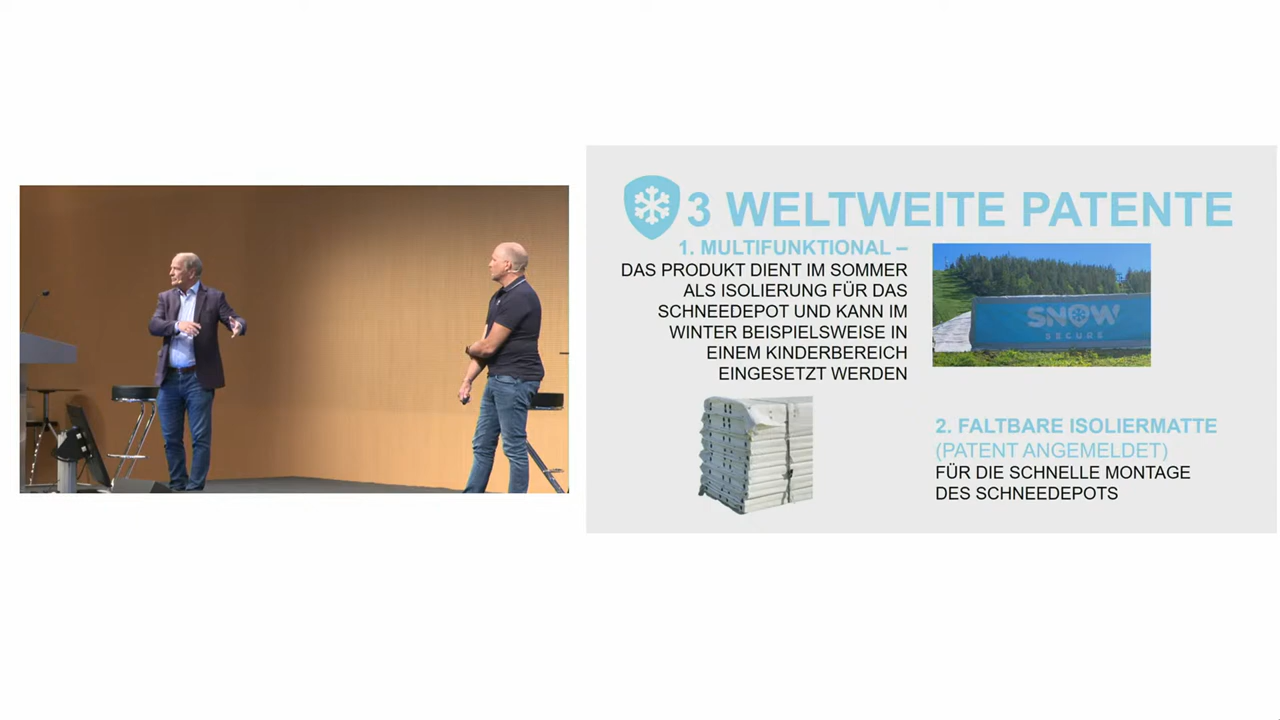 3 WELTWEITE PATENTE
1. MULTIFUNKTIONAL –
DAS PRODUKT DIENT IM SOMMER
ALS ISOLIERUNG FÜR DAS
SCHNEEDEPOT UND KANN IM
WINTER BEISPIELSWEISE IN
EINEM KINDERBEREICH
EINGESETZT WERDEN
SNOW
SECURE
2. FALTBARE ISOLIERMATTE
(PATENT ANGEMELDET)
FÜR DIE SCHNELLE MONTAGE
DES SCHNEEDEPOTS